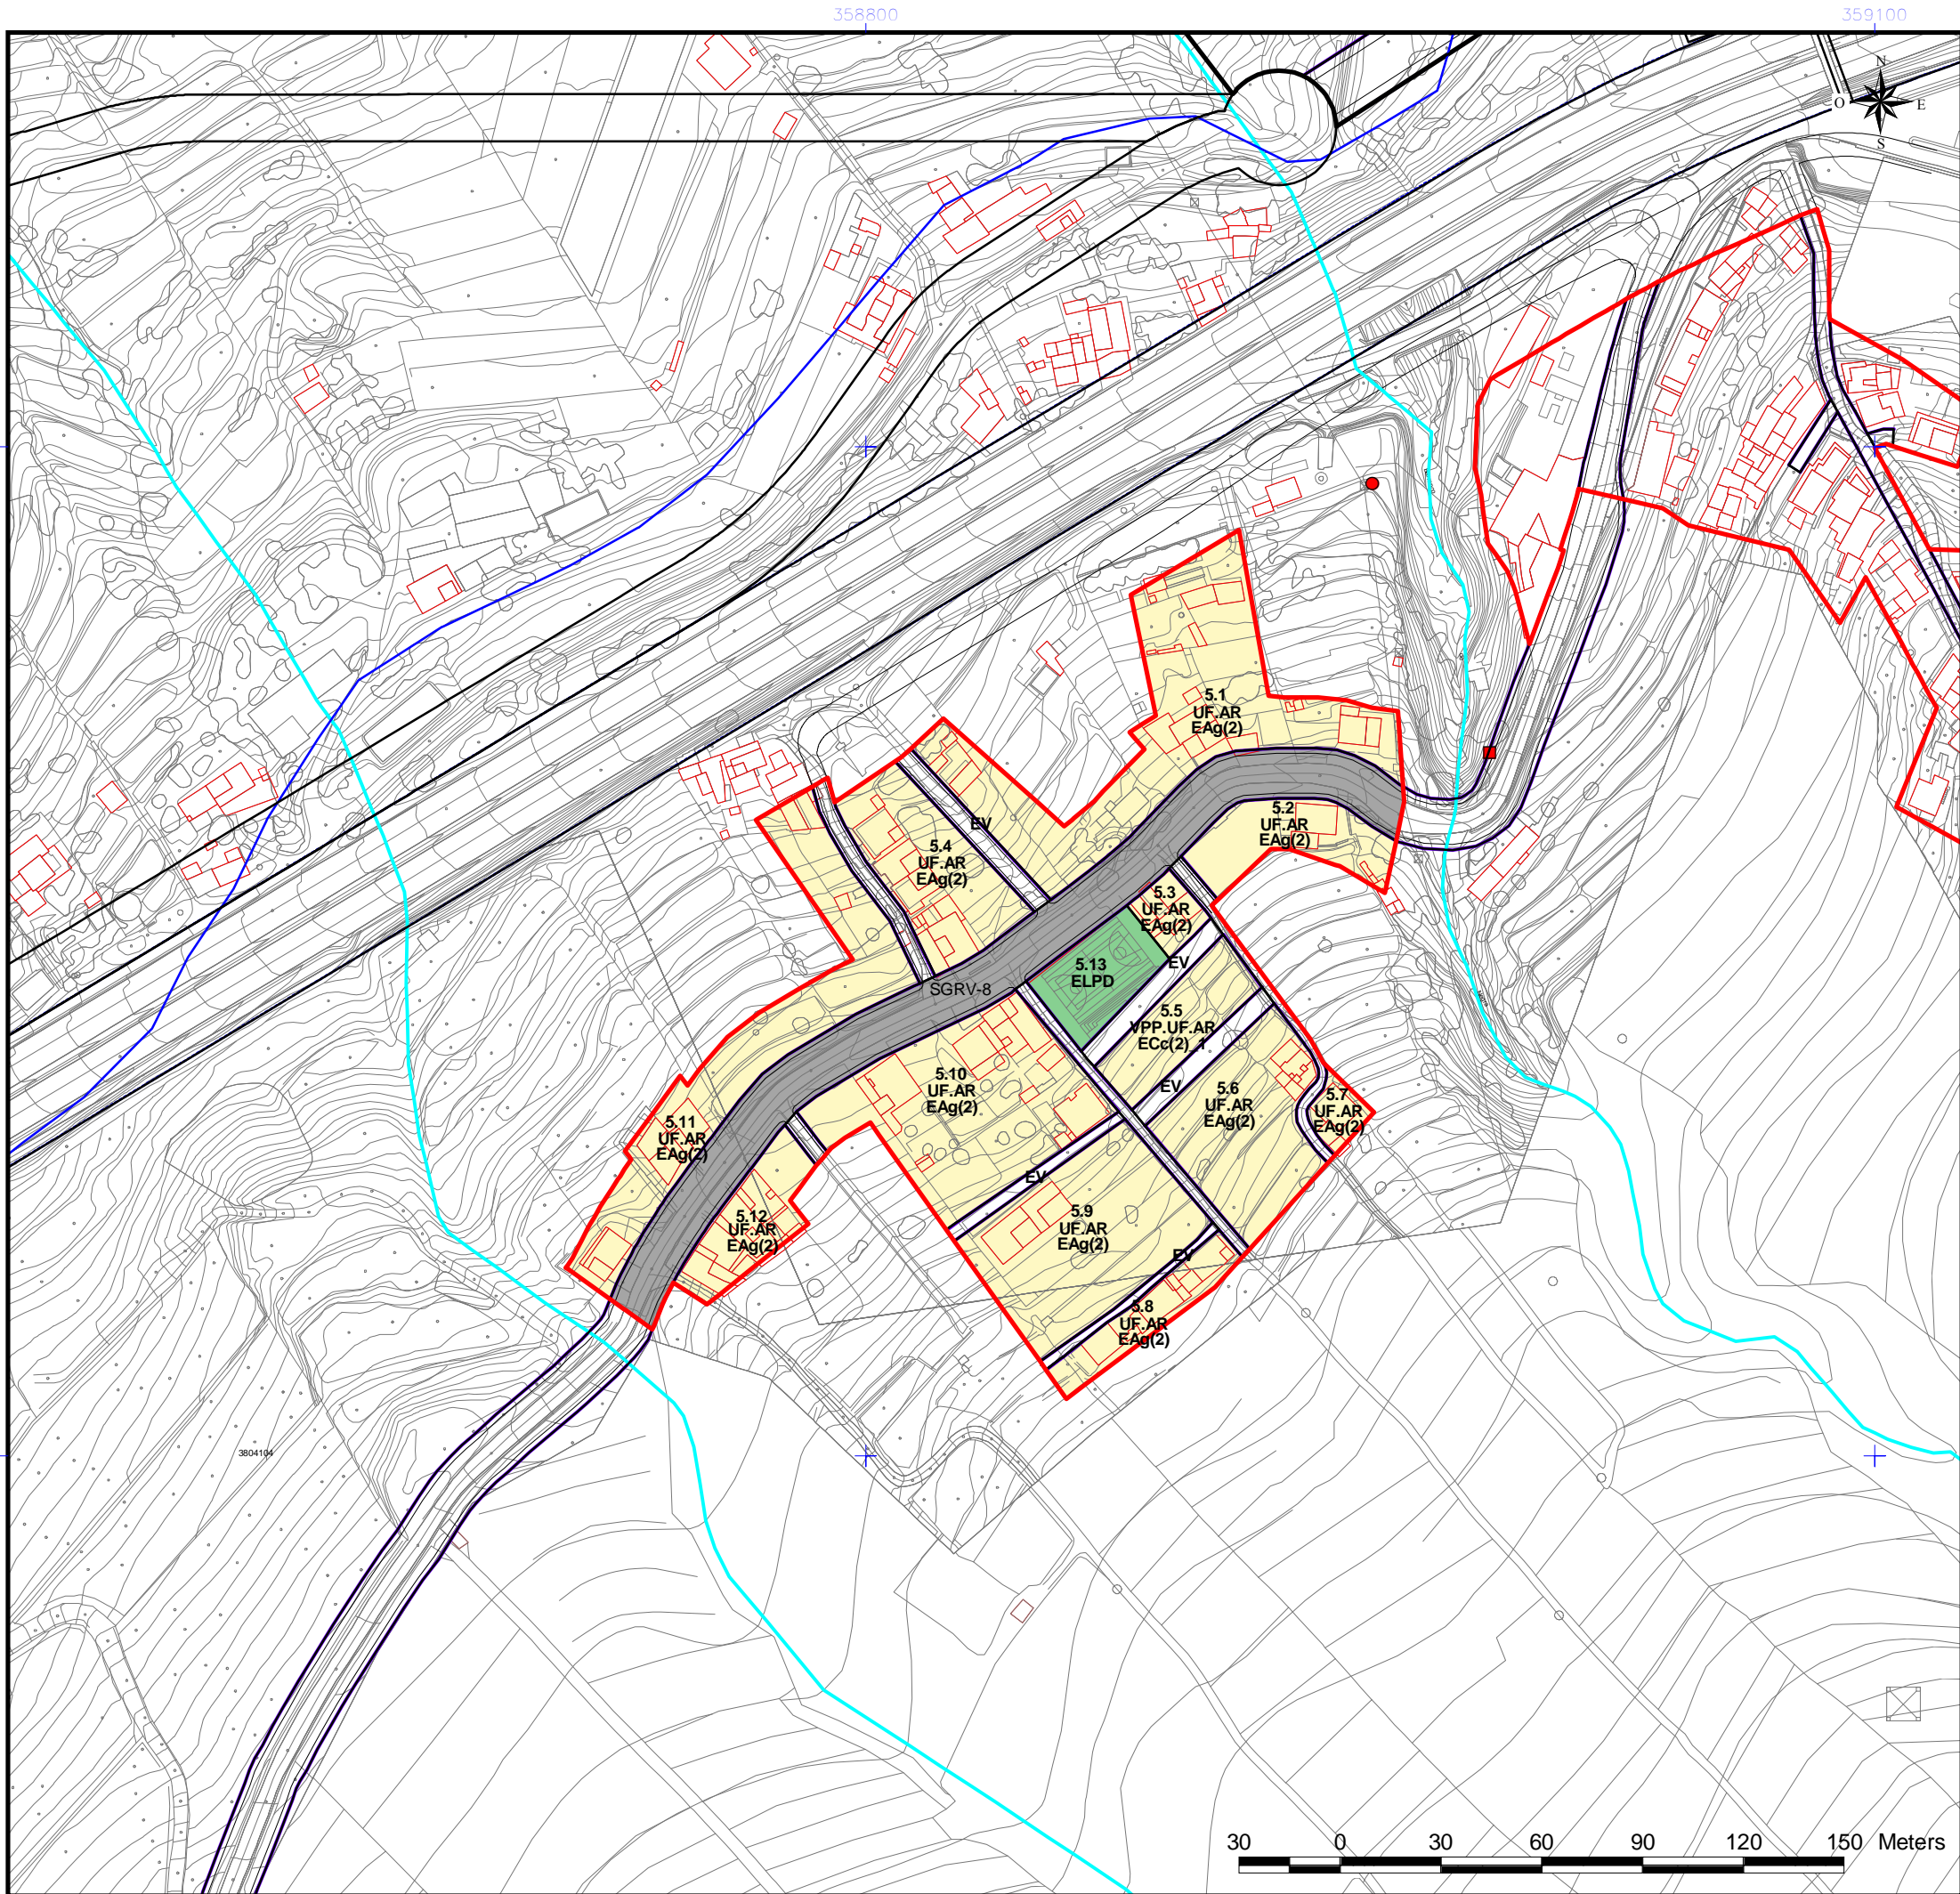 358800
359100
N
O
E
S
5.1
UF.AR
EAg(2)
5.2
UF.AR
EAg(2)
EV
5.4
UF.AR
EAg(2)
5.3
UF.AR
EAg(2)
5.13
ELPD
EV
SGRV-8
5.5
VPP.UF.AR
ECc(2)_1
EV
5.10
UF.AR
EAg(2)
5.6
UF.AR
EAg(2)
5.7
UF.AR
EAg(2)
5.11
UF.AR
EAg(2)
EV
5.12
UF.AR
EAg(2)
5.9
UF.AR
EAg(2)
EV
5.8
UF.AR
EAg(2)
3804104
30 0 30 60 90 120 150 Meters